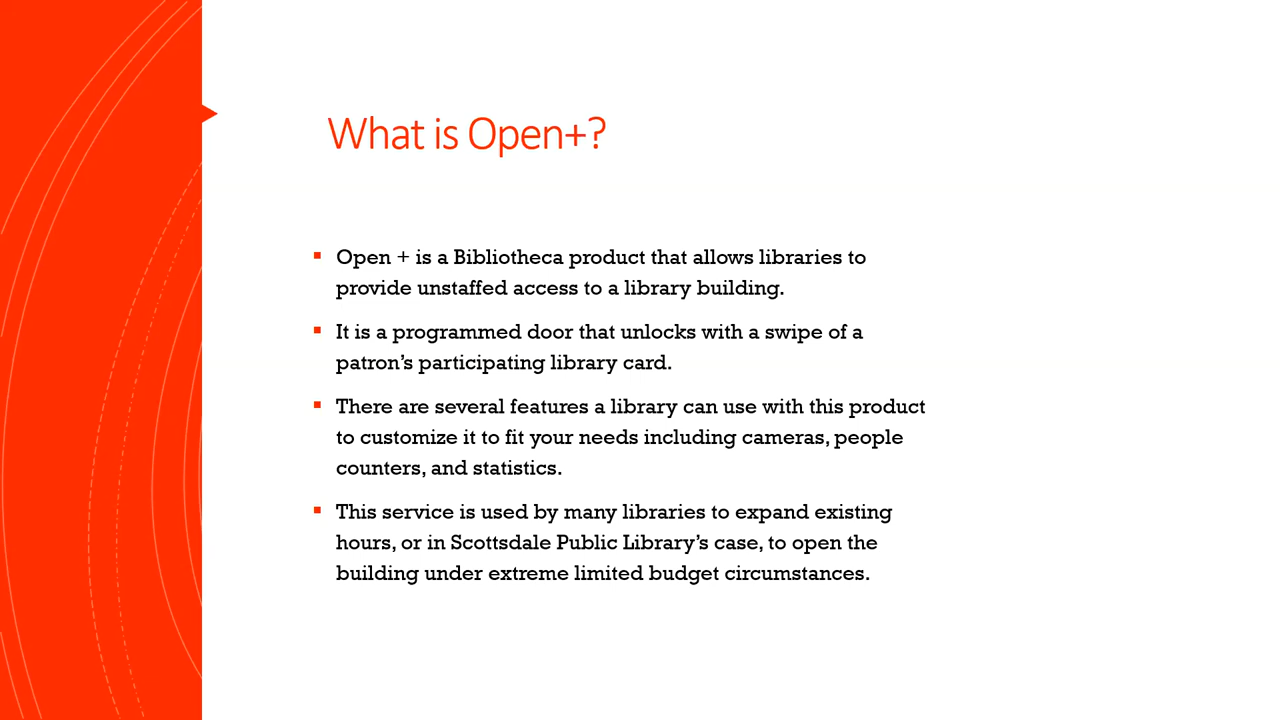 What is Open+?
▪ Open + is a Bibliotheca product that allows libraries to
provide unstaffed access to a library building.
▪ It is a programmed door that unlocks with a swipe of a
patron’s participating library card.
▪ There are several features a library can use with this product
to customize it to fit your needs including cameras, people
counters, and statistics.
▪ This service is used by many libraries to expand existing
hours, or in Scottsdale Public Library’s case, to open the
building under extreme limited budget circumstances.